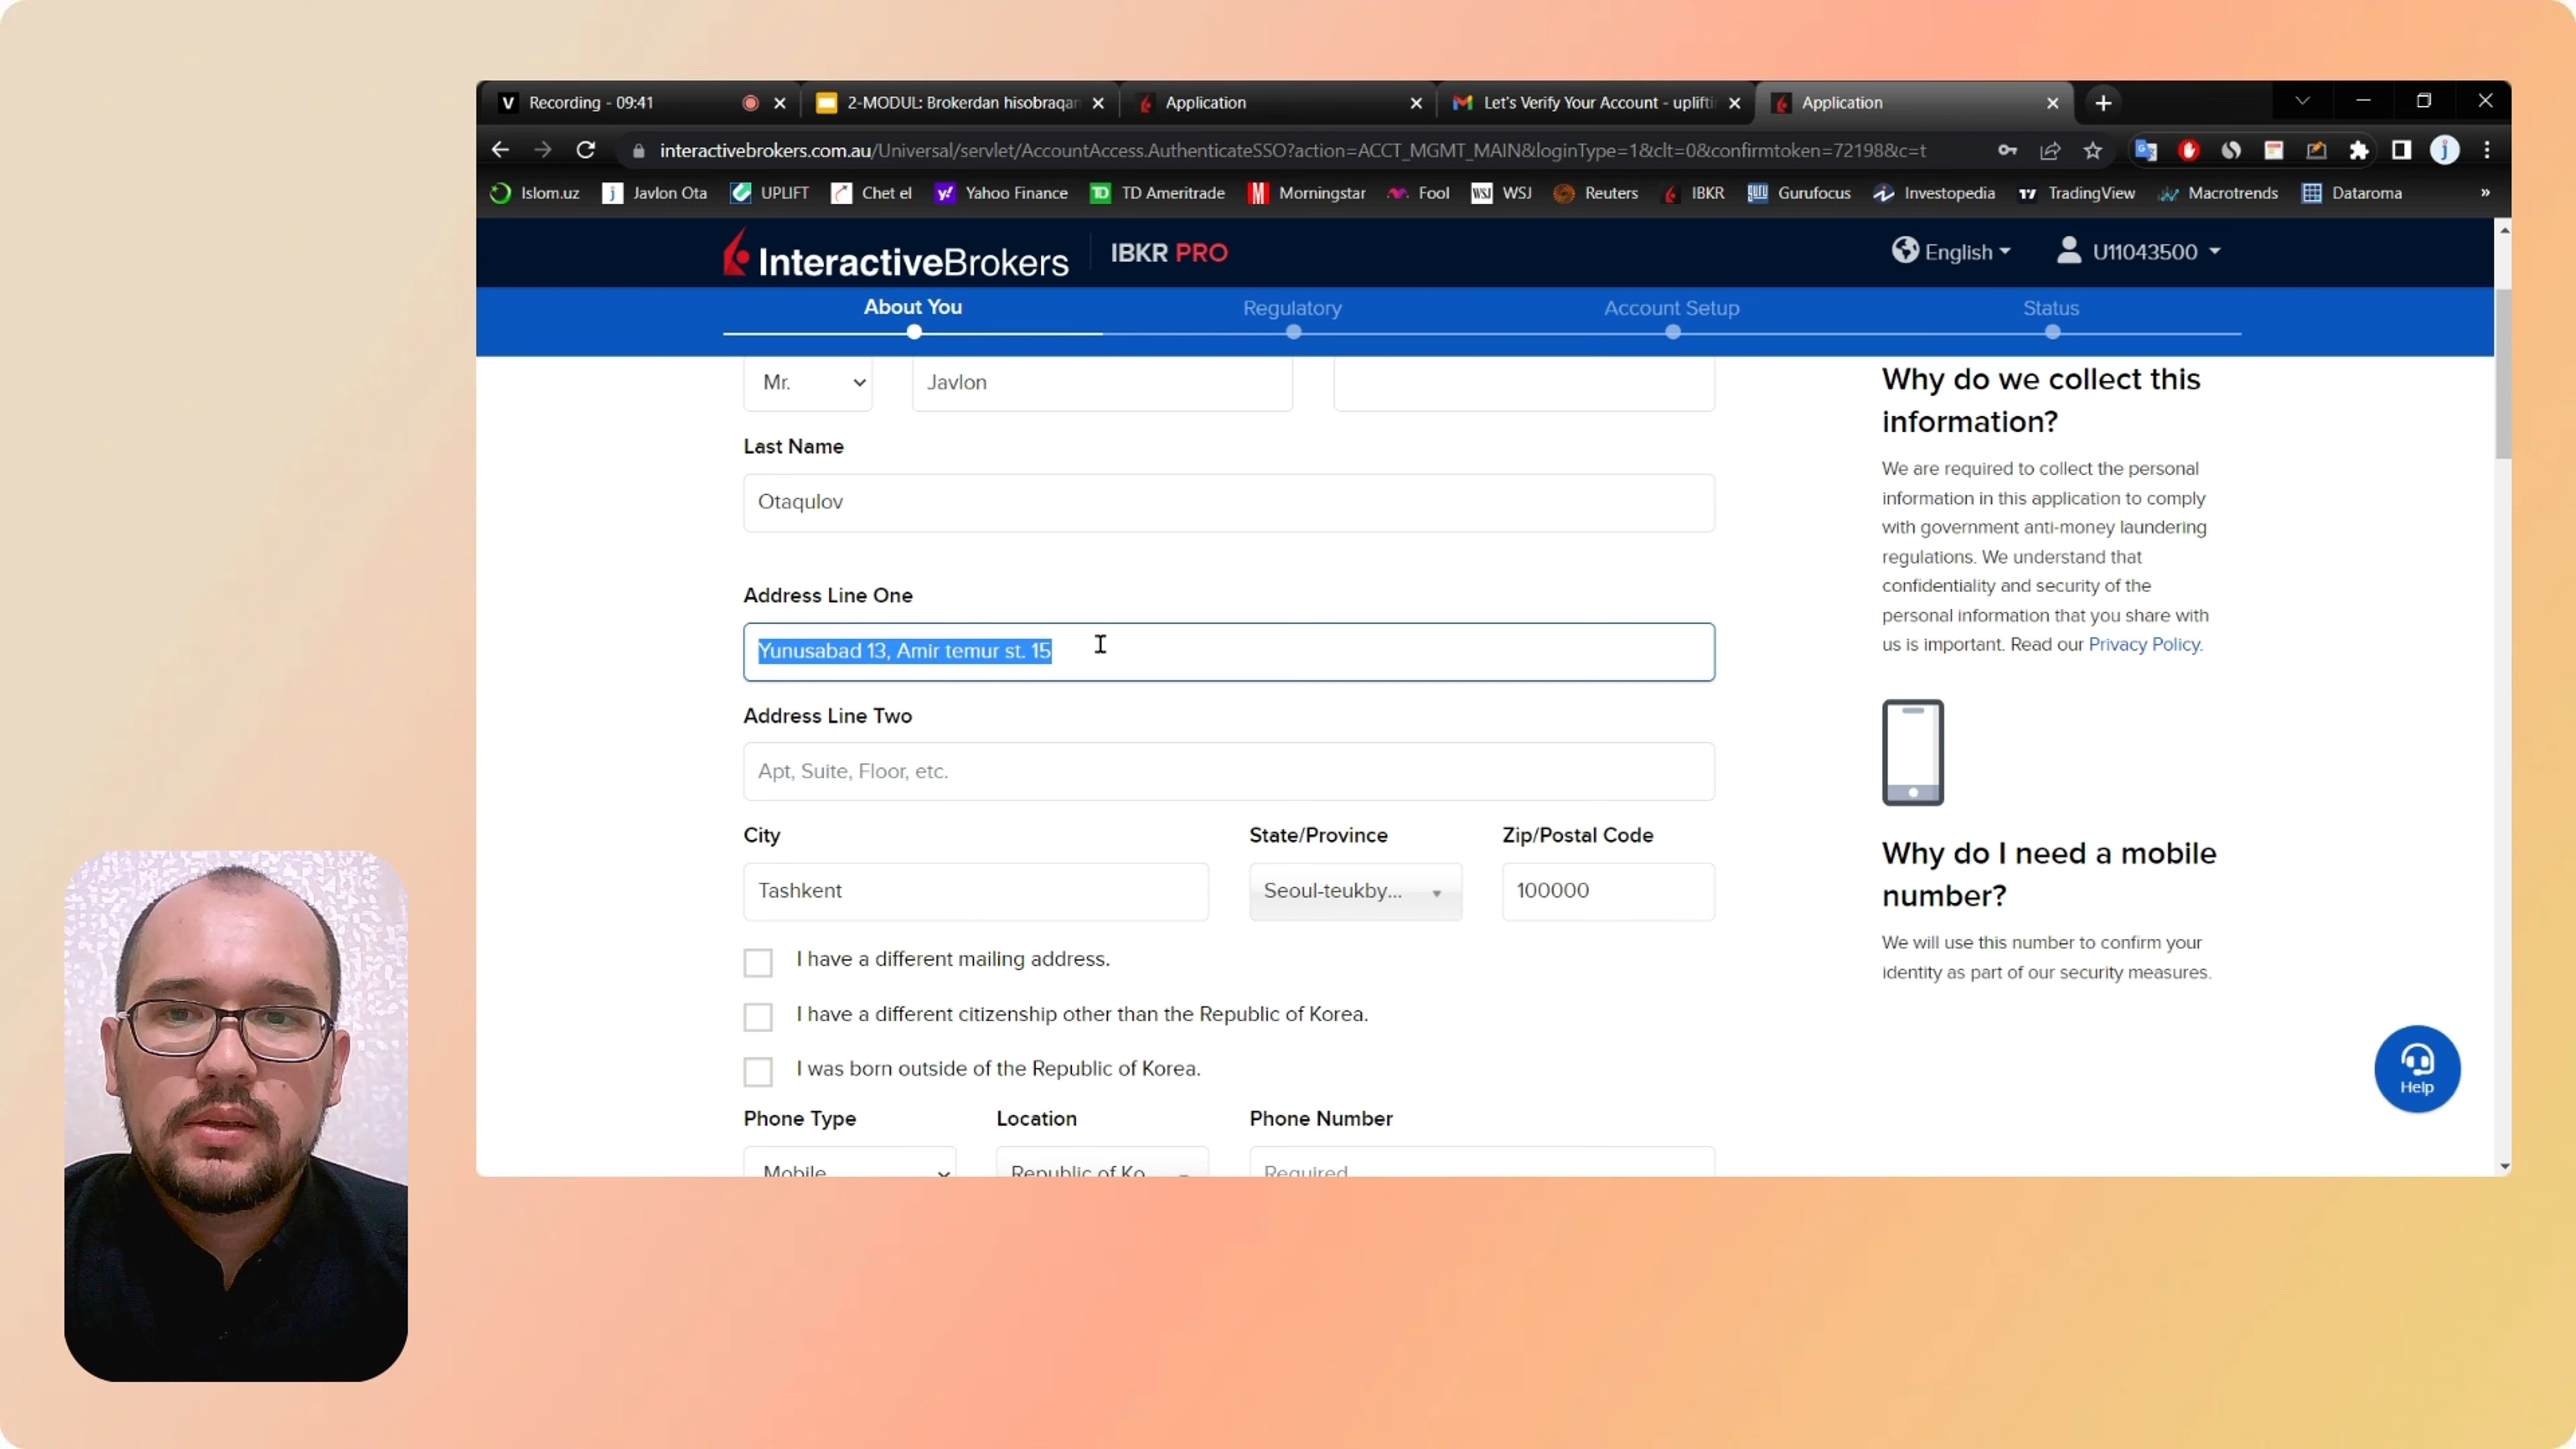 Recording - 09:41
2-MODUL: Brokerdan hisobraqan
Application
Let's Verify Your Account - uplifti
Application
interactivebrokers.com.au/Universal/servlet/AccountAccess.AuthenticateSSO?action=ACCT_MGMT_MAIN&loginType=1&clt=0&confirmtoken=72198&c=t
Islom.uz
Javlon Ota
UPLIFT
Chet el
Yahoo Finance
TD Ameritrade
Morningstar
Fool
WSJ
Reuters
IBKR
Gurufocus
Investopedia
TradingView
Macrotrends
Dataroma
»
InteractiveBrokers
IBKR PRO
English
U11043500
About You
Regulatory
Account Setup
Status
Mr.
Javlon
Last Name
Otaqulov
Address Line One
Yunusabad 13, Amir temur st. 15
Address Line Two
Apt, Suite, Floor, etc.
City
State/Province
Zip/Postal Code
Tashkent
Seoul-teukby...
100000
I have a different mailing address.
I have a different citizenship other than the Republic of Korea.
I was born outside of the Republic of Korea.
Phone Type
Location
Phone Number
Mobile
Republic of Ko
Required
Why do we collect this
information?
We are required to collect the personal
information in this application to comply
with government anti-money laundering
regulations. We understand that
confidentiality and security of the
personal information that you share with
us is important. Read our Privacy Policy.
Why do I need a mobile
number?
We will use this number to confirm your
identity as part of our security measures.
Help